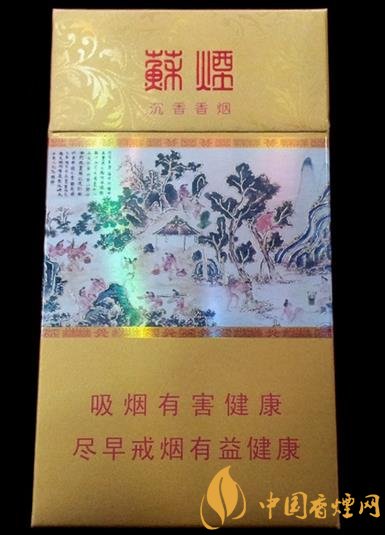 蘇煙
沉香香烟
吸烟有害健康
尽早戒烟有益健康
中国香烟网